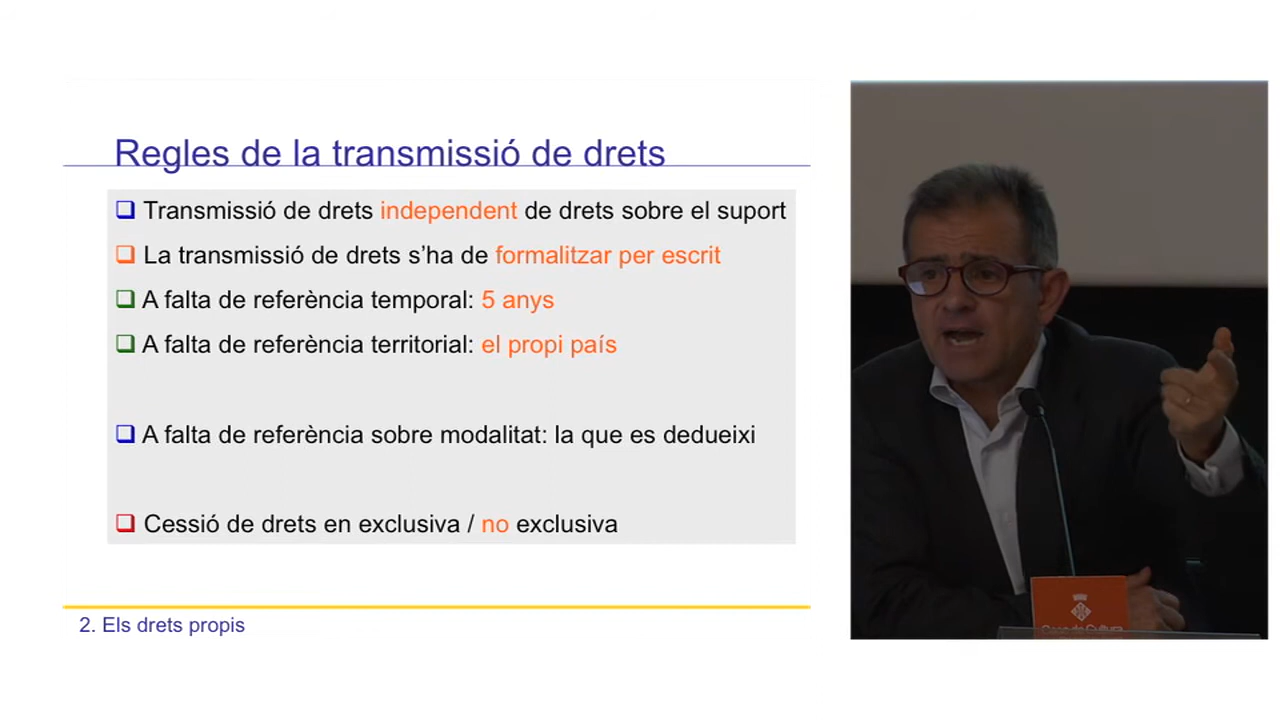 Regles de la transmissió de drets
Transmissió de drets independent de drets sobre el suport
La transmissió de drets s'ha de formalitzar per escrit
A falta de referència temporal: 5 anys
A falta de referència territorial: el propi país
A falta de referència sobre modalitat: la que es dedueixi
Cessió de drets en exclusiva / no exclusiva
2. Els drets propis
Casa de Cultura